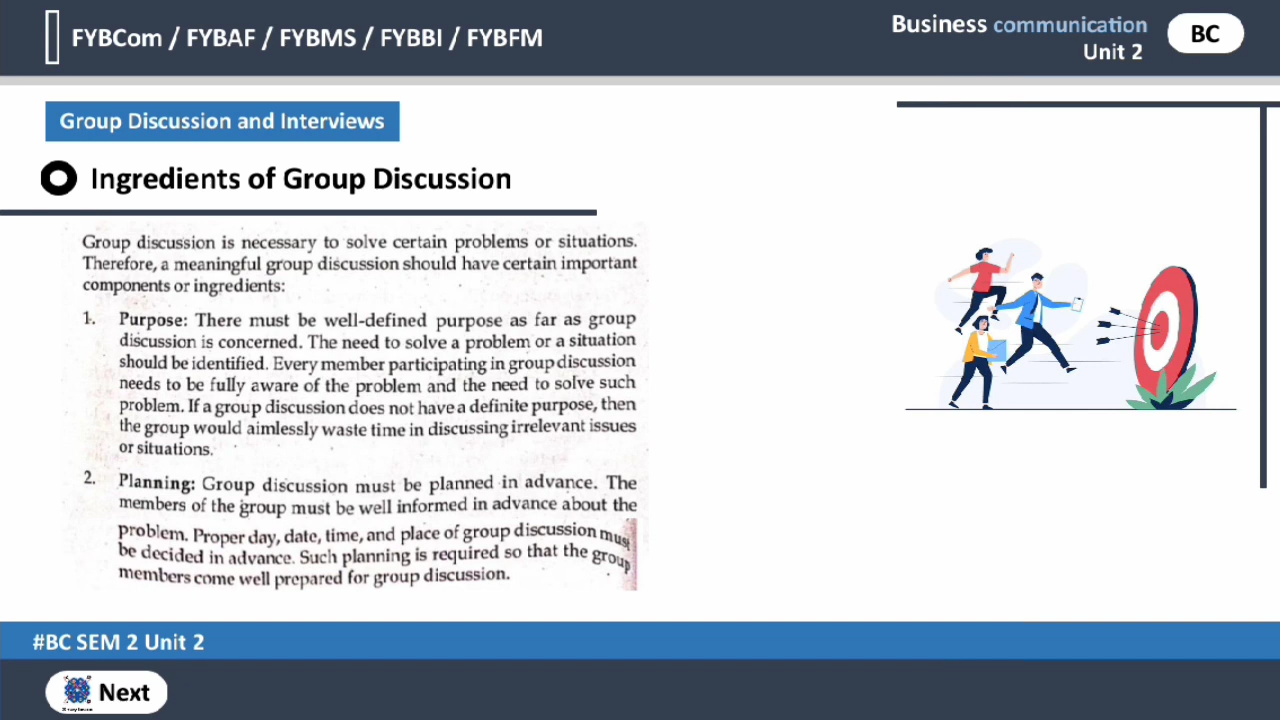 FYBCom / FYBAF / FYBMS / FYBBI / FYBFM
Business communication
Unit 2
BC
Group Discussion and Interviews
Ingredients of Group Discussion
Group discussion is necessary to solve certain problems or situations.
Therefore, a meaningful group discussion should have certain important
components or ingredients:
1. Purpose: There must be well-defined purpose as far as group
discussion is concerned. The need to solve a problem or a situation
should be identified. Every member participating in group discussion
needs to be fully aware of the problem and the need to solve such
problem. If a group discussion does not have a definite purpose, then
the group would aimlessly waste time in discussing irrelevant issues
or situations.
2. Planning: Group discussion must be planned in advance. The
members of the group must be well informed in advance about the
problem. Proper day, date, time, and place of group discussion must
be decided in advance. Such planning is required so that the group
members come well prepared for group discussion.
#BC SEM 2 Unit 2
Next